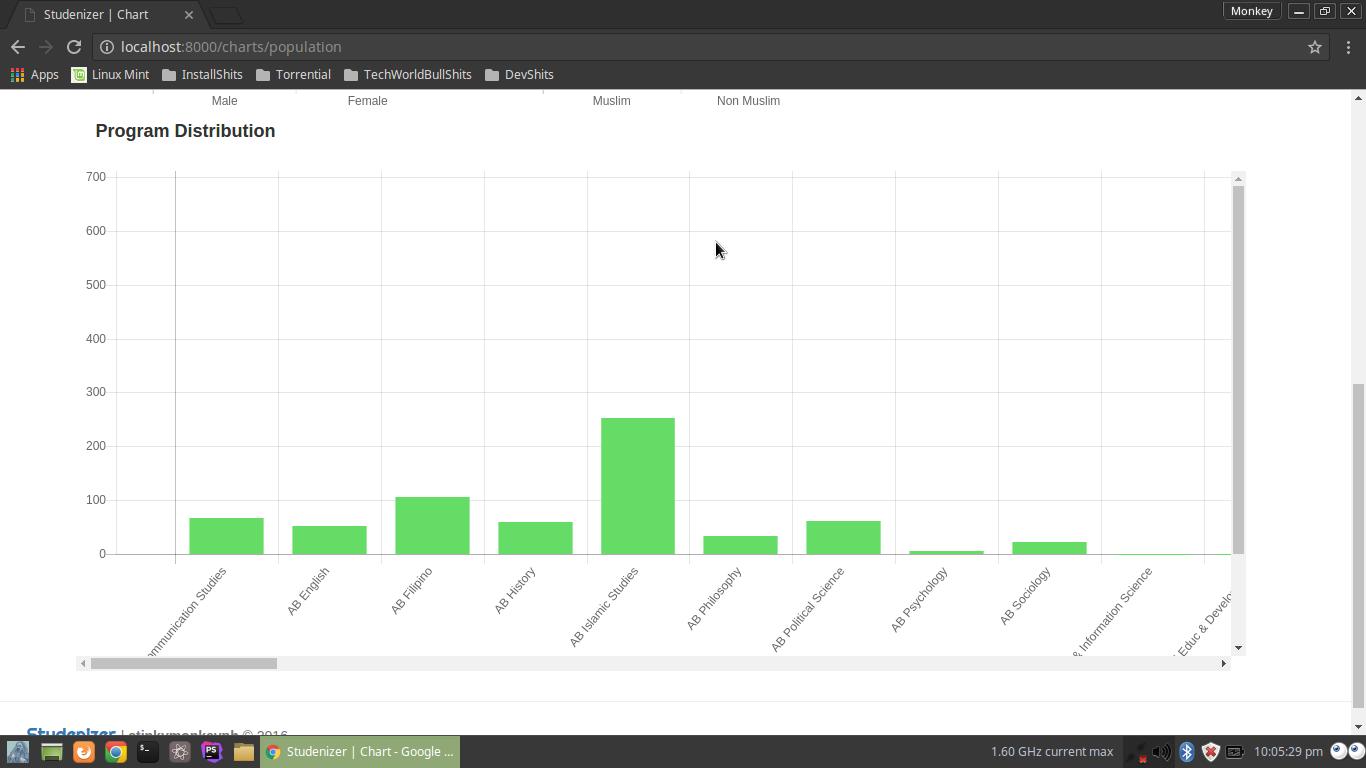 Studenizer | Chart
Monkey
localhost:8000/charts/population
Apps Linux Mint InstallShits Torrential TechWorldBullShits DevShits
Male Female Muslim Non Muslim
Program Distribution
700
600
500
400
300
200
100
0
mmunication Studies AB English AB Filipino AB History AB Islamic Studies AB Philosophy AB Political Science AB Psychology AB Sociology & Information Science Educ & Develo
Studenizer | stinkymonkeyph © 2016
PS
Studenizer | Chart - Google ... 1.60 GHz current max 10:05:29 pm